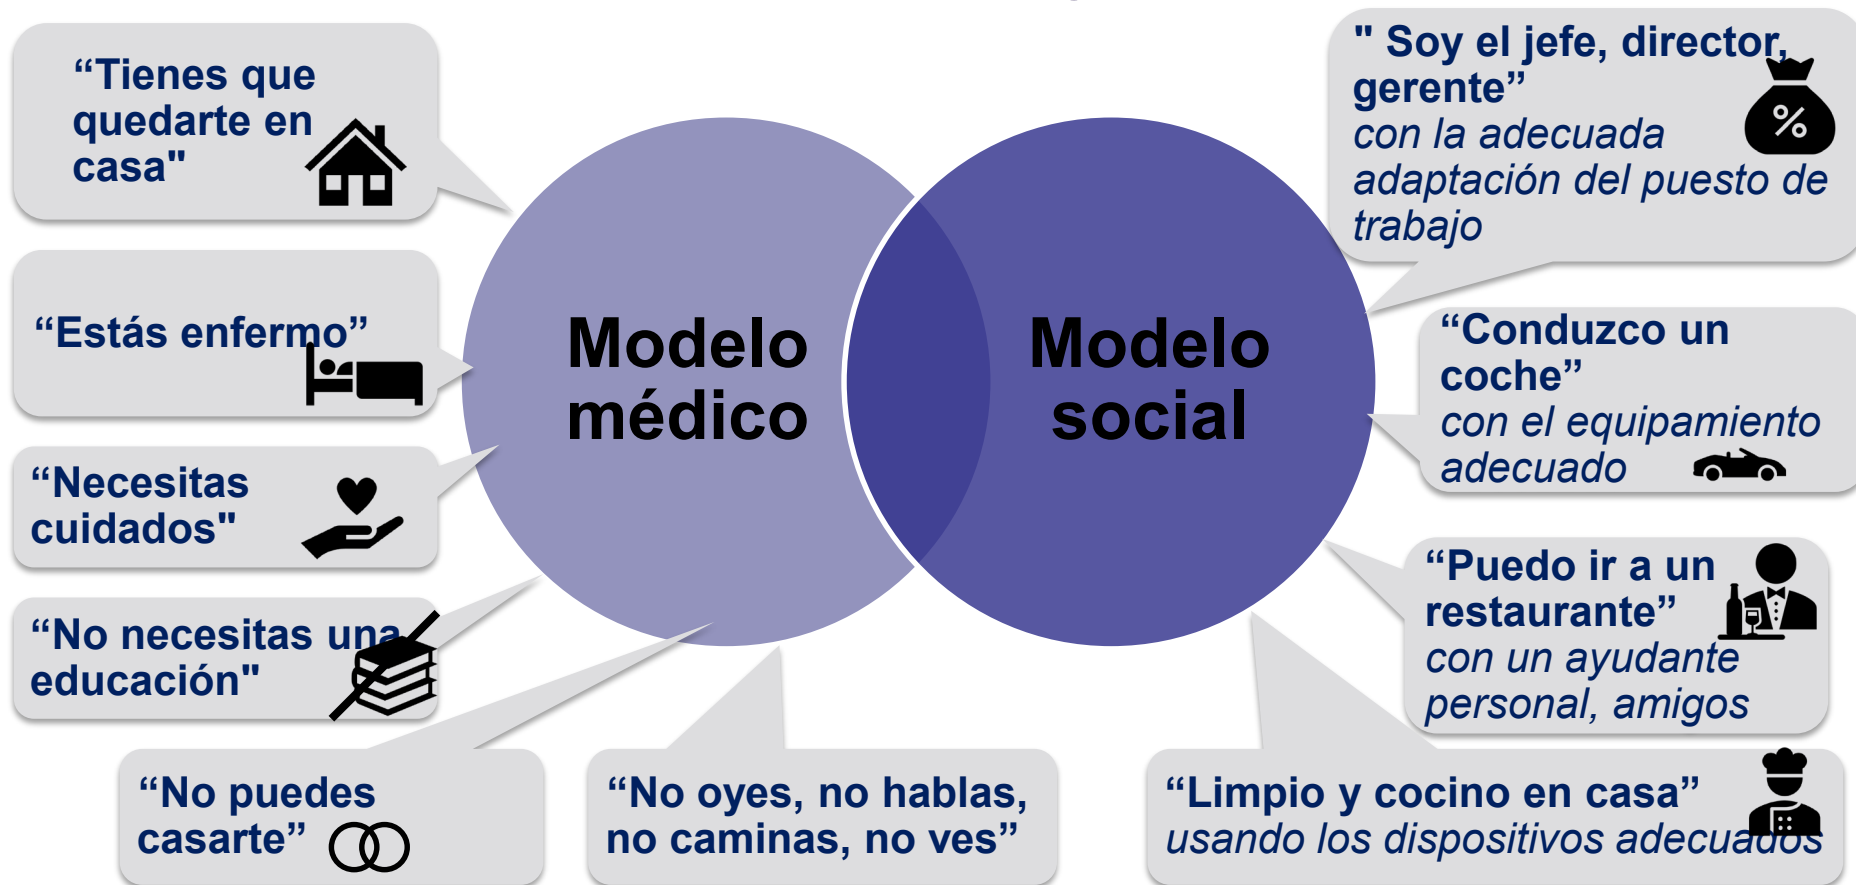 “Tienes que
quedarte en
casa"
“Estás enfermo”
“Necesitas
cuidados"
“No necesitas una
educación"
“No puedes
casarte”
“No oyes, no hablas,
no caminas, no ves”
Modelo
médico
Modelo
social
" Soy el jefe, director,
gerente”
con la adecuada
adaptación del puesto de
trabajo
%
“Conduzco un
coche”
con el equipamiento
adecuado
“Puedo ir a un
restaurante”
con un ayudante
personal, amigos
“Limpio y cocino en casa”
usando los dispositivos adecuados